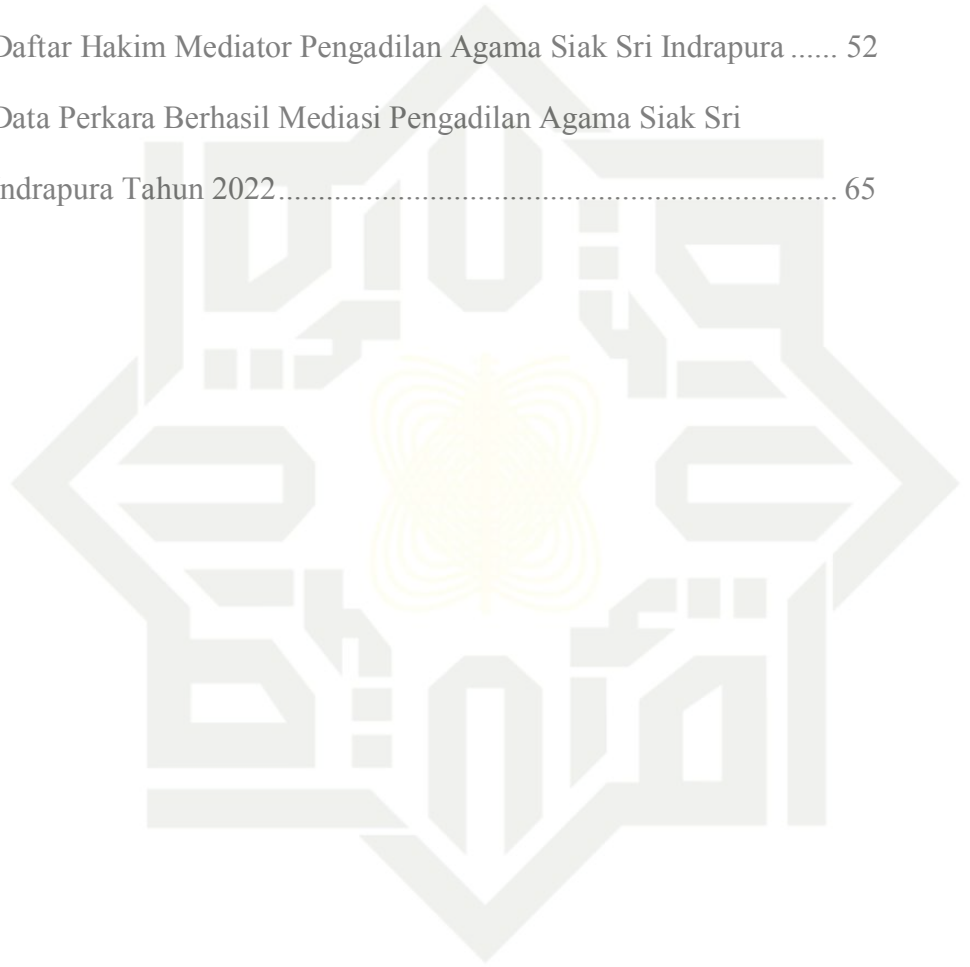 Daftar Hakim Mediator Pengadilan Agama Siak Sri Indrapura ...... 52
Data Perkara Berhasil Mediasi Pengadilan Agama Siak Sri
Indrapura Tahun 2022.................................................................... 65